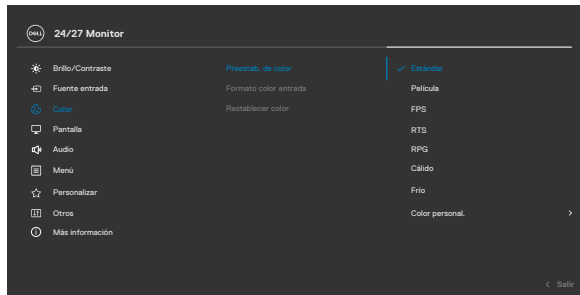 DELL 24/27 Monitor
Brillo/Contraste
Fuente entrada
Color
Pantalla
Audio
Menú
Personalizar
Otros
Más información
Preestab. de color
Formato color entrada
Restablecer color
Estándar
Película
FPS
RTS
RPG
Cálido
Frío
Color personal.
Salir